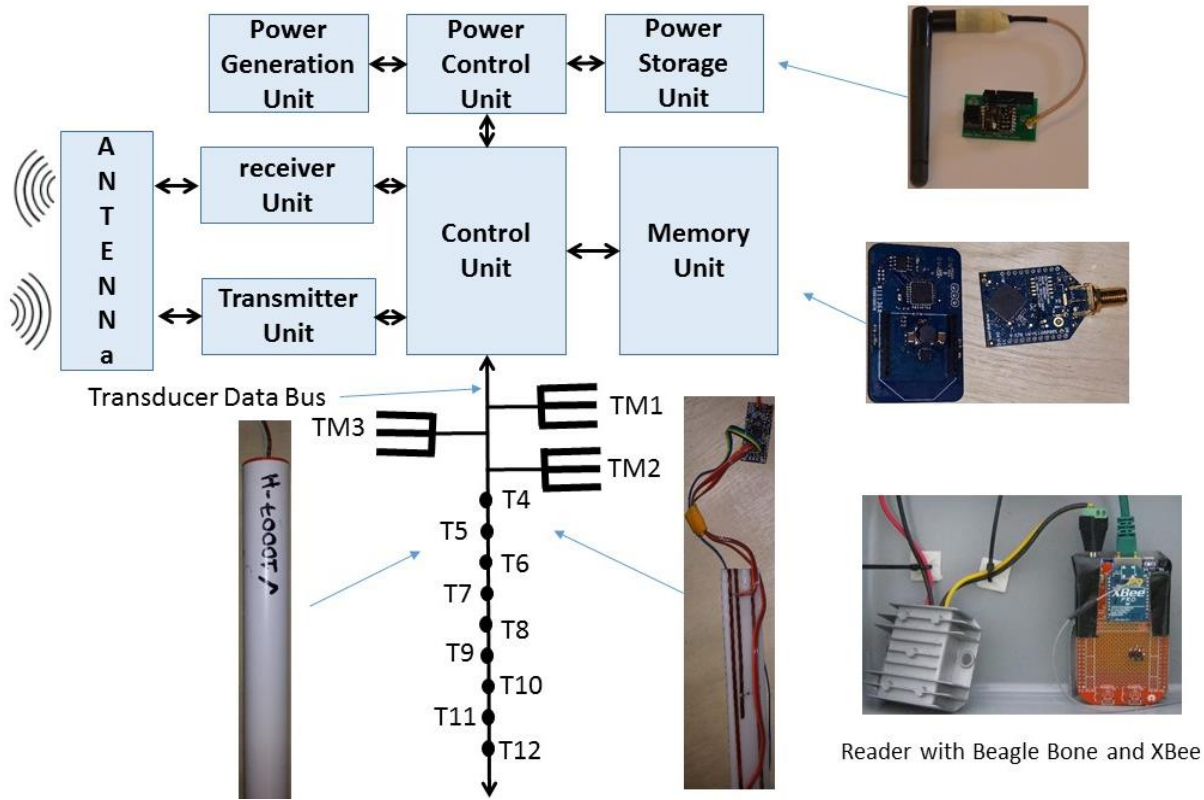 Power
Generation
Unit
Power
Control
Unit
Power
Storage
Unit
A
N
T
E
N
N
a
receiver
Unit
Transmitter
Unit
Control
Unit
Memory
Unit
Transducer Data Bus
TM1
TM3
TM2
T4
T5
T6
T7
T8
T9
T10
T11
T12
XBee
PRO
Reader with Beagle Bone and XBee